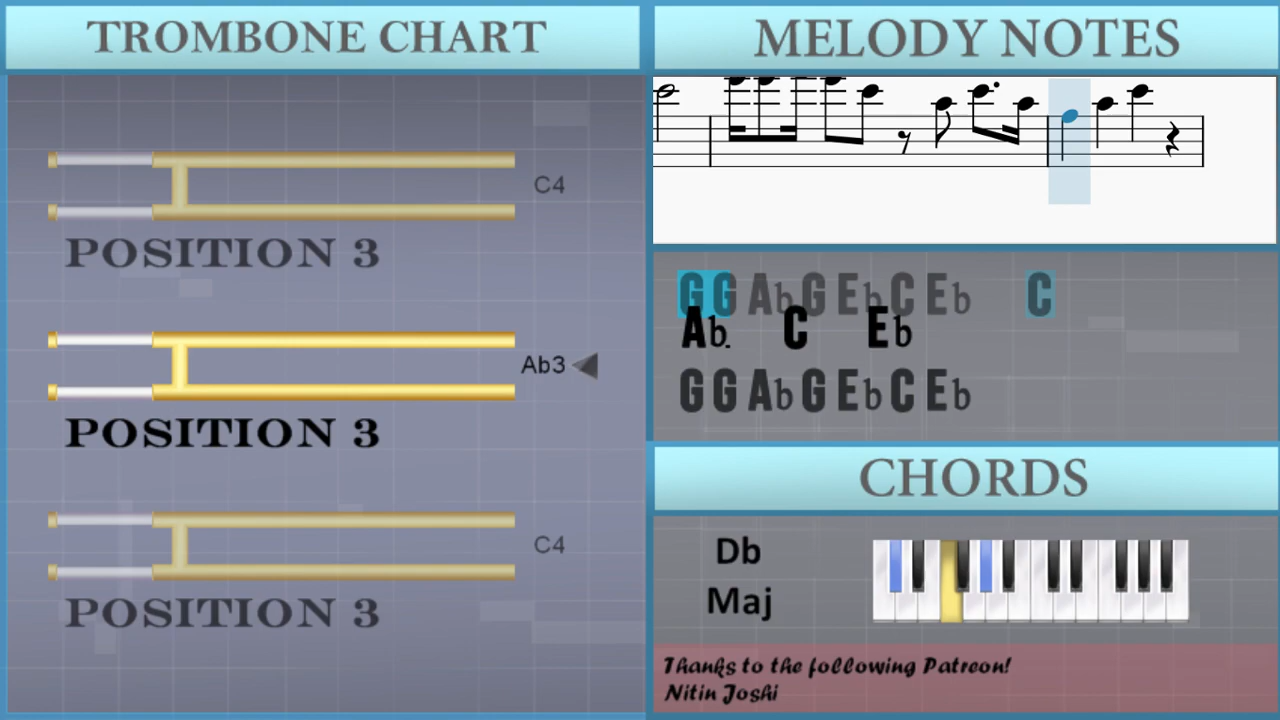 TROMBONE CHART
C4
POSITION 3
Ab3
POSITION 3
C4
POSITION 3
MELODY NOTES
G G Ab G Eb C Eb C
Ab. C Eb
G G Ab G Eb C Eb
CHORDS
Db
Maj
Thanks to the following Patreon!
Nitin Joshi